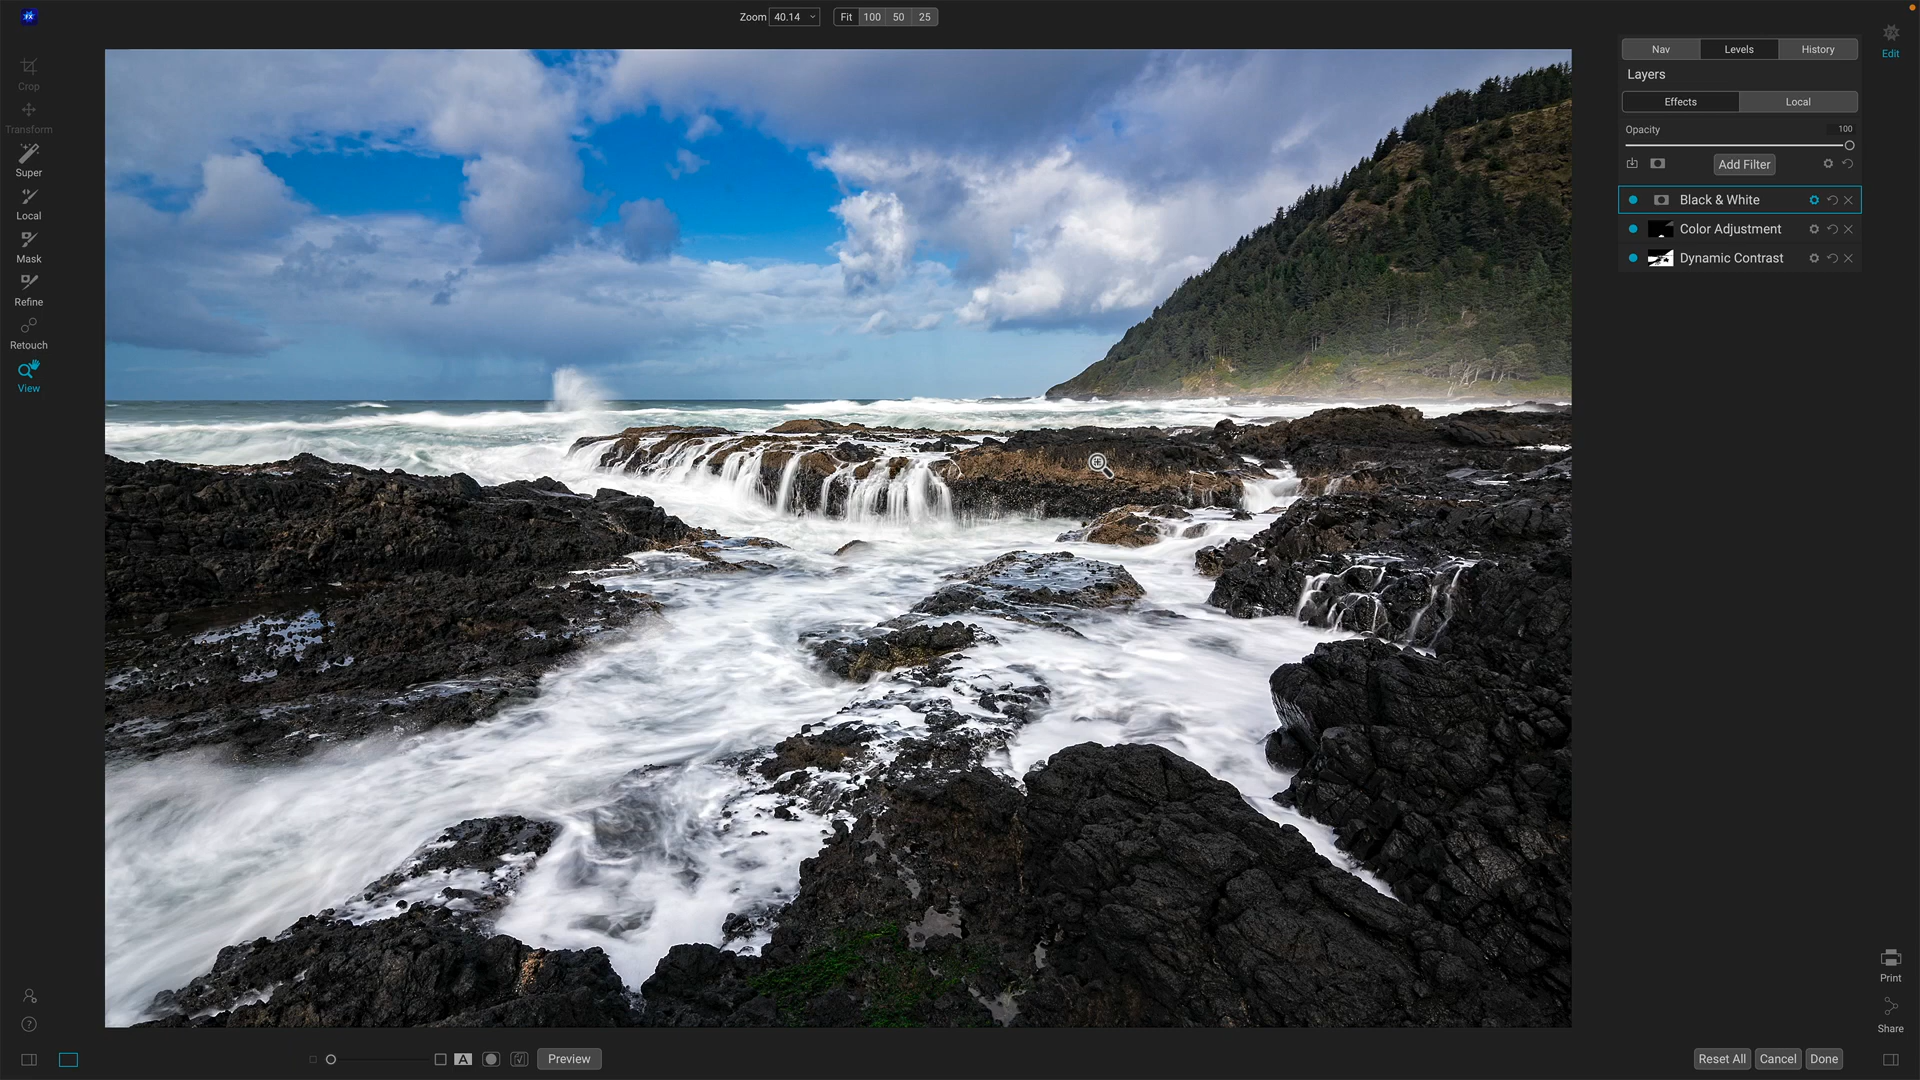 Zoom 40.14 Fit 100 50 25
Crop
Transform
Super
Local
Mask
Refine
Retouch
View
Nav Levels History
Edit
Layers
Effects Local
Opacity 100
Add Filter
Black & White
Color Adjustment
Dynamic Contrast
Print
Share
A Preview
Reset All Cancel Done